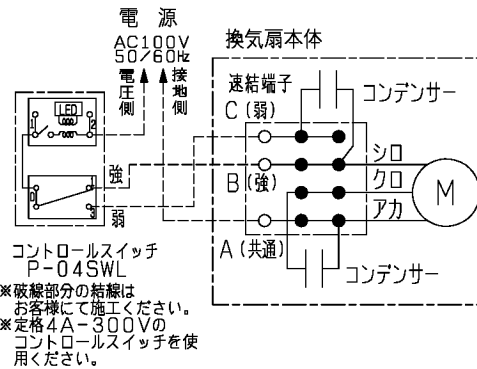 電 源
AC100V
50/60Hz
電圧側
接地側
換気扇本体
速結端子
コンデンサー
C (弱)
LED
1
2
シロ
強
B (強)
クロ
M
0
1
3
アカ
弱
A (共通)
コントロールスイッチ
P-04SWL
コンデンサー
※破線部分の結線は
お客様にて施工ください。
※定格4A-300Vの
コントロールスイッチを使
用ください。